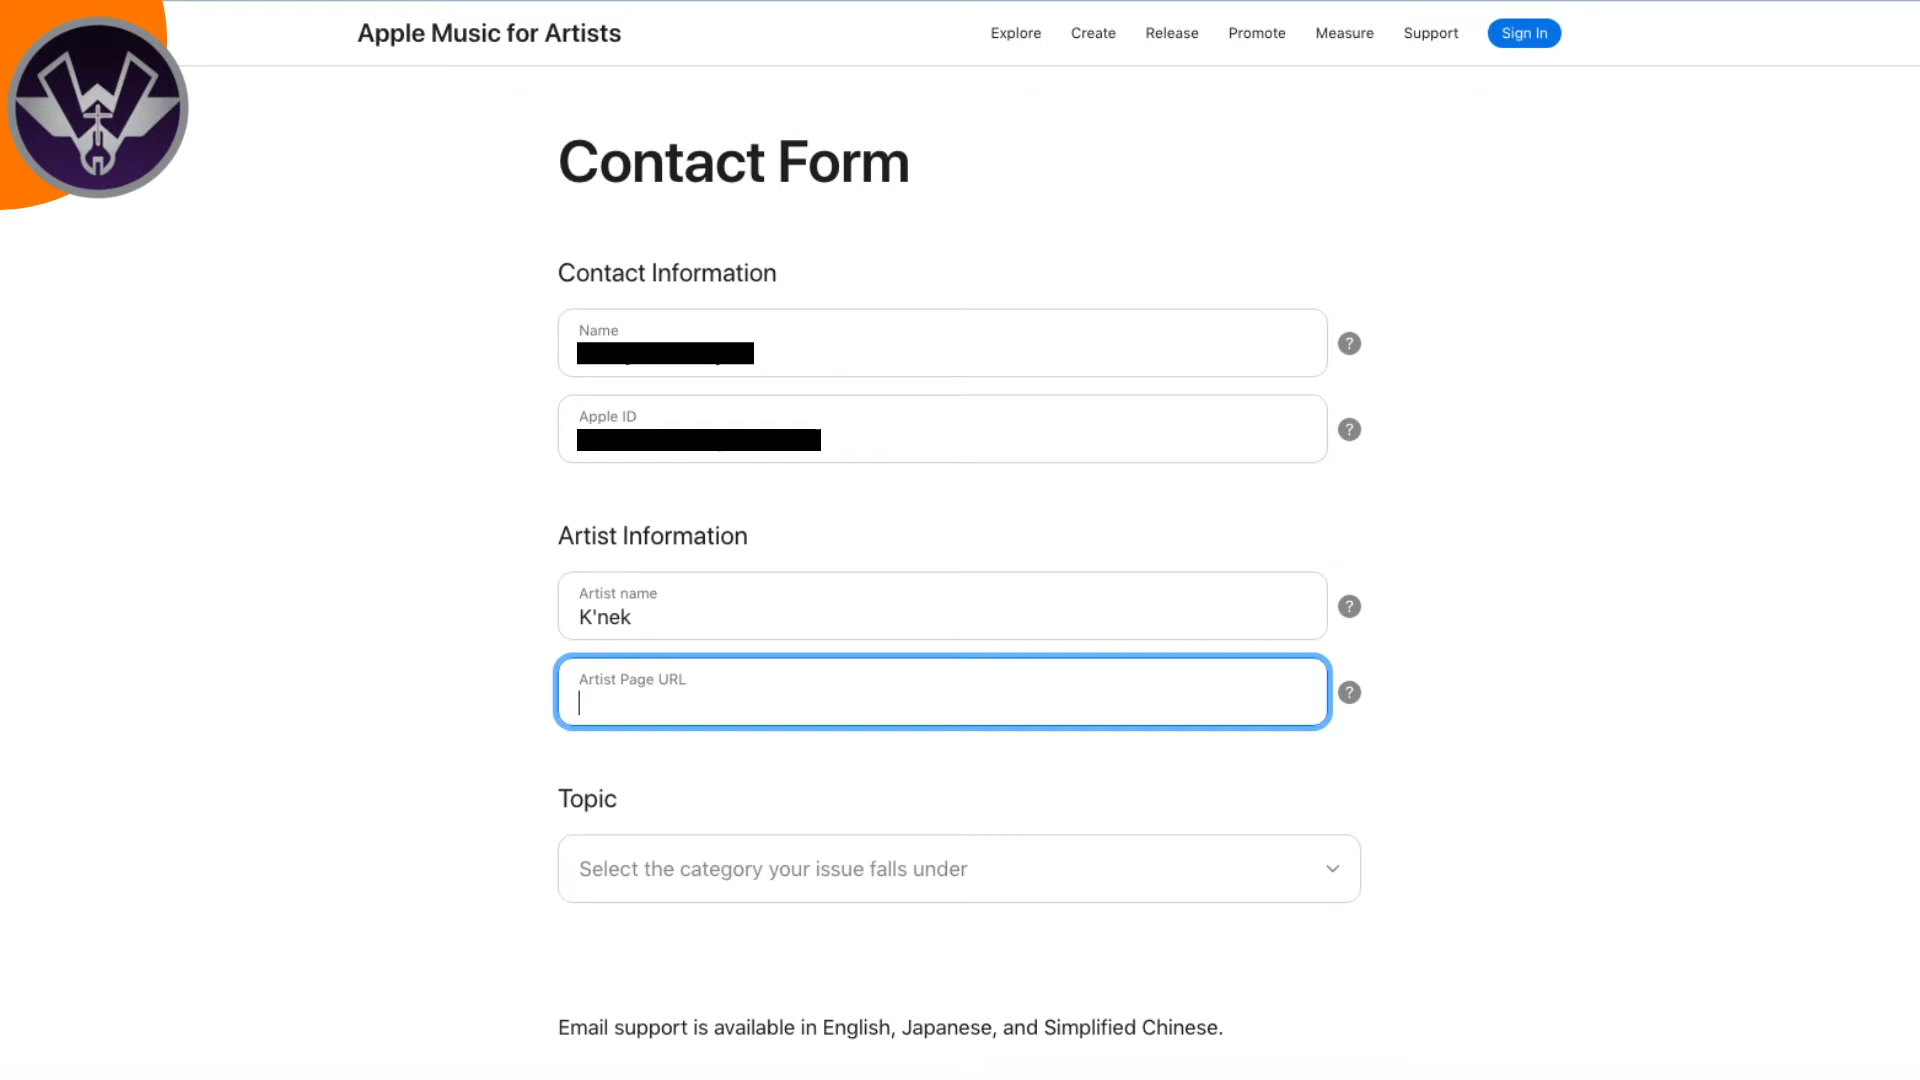 Apple Music for Artists
Explore Create Release Promote Measure Support Sign In
Contact Form
Contact Information
Name
?
Apple ID
?
Artist Information
Artist name
K'nek
?
Artist Page URL
?
Topic
Select the category your issue falls under
Email support is available in English, Japanese, and Simplified Chinese.